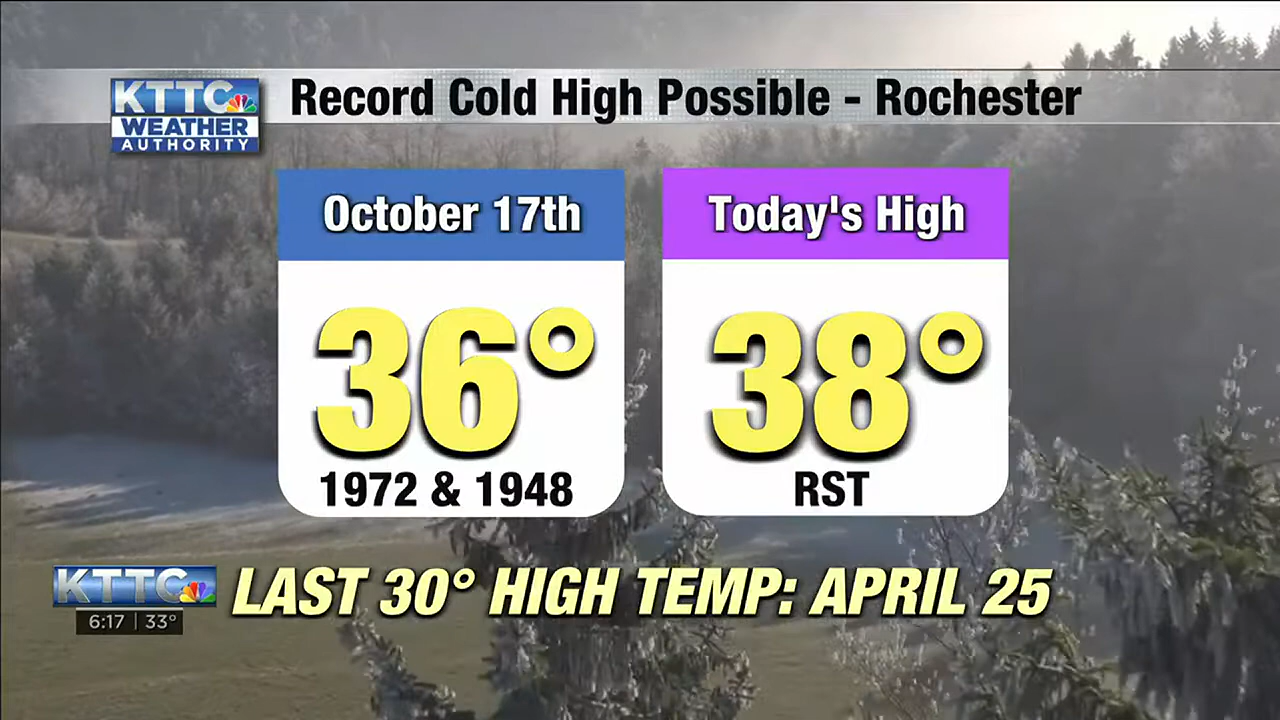 KTTC
WEATHER
AUTHORITY
Record Cold High Possible - Rochester
October 17th
36°
1972 & 1948
Today's High
38°
RST
KTTC
6:17 | 33°
LAST 30° HIGH TEMP: APRIL 25